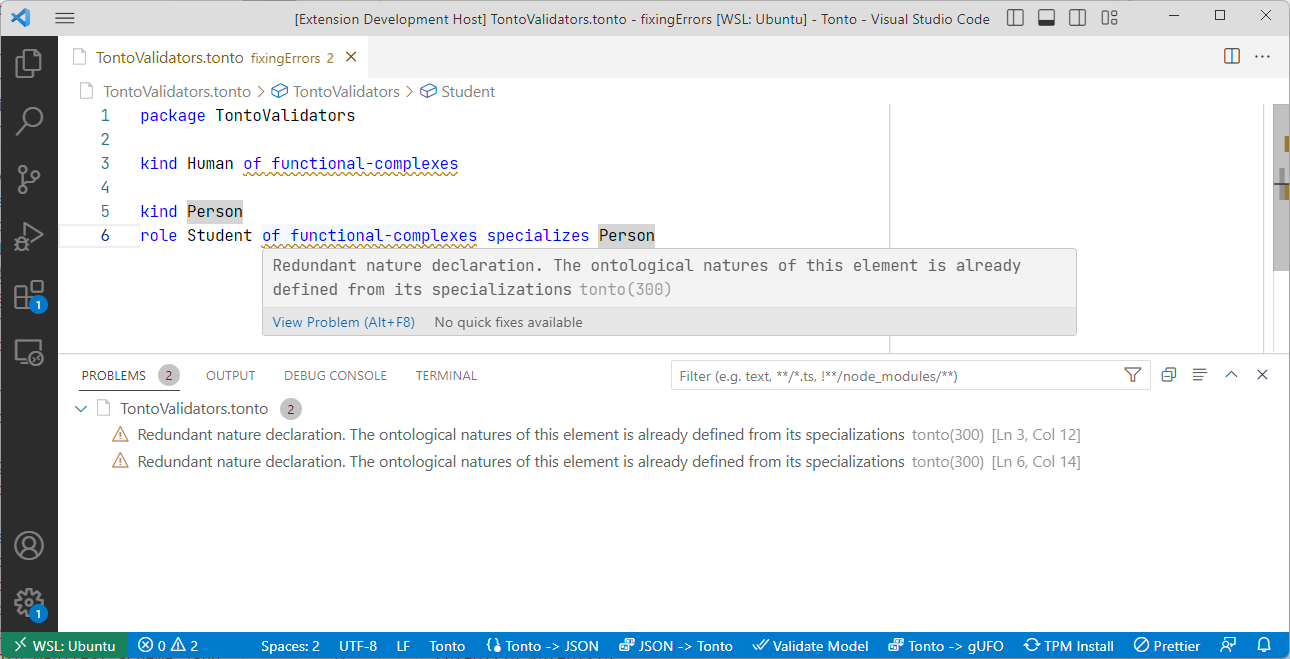 [Extension Development Host] TontoValidators.tonto - fixingErrors [WSL: Ubuntu] - Tonto - Visual Studio Code
TontoValidators.tonto fixingErrors 2
TontoValidators.tonto > TontoValidators > Student
1 package TontoValidators
2
3 kind Human of functional-complexes
4
5 kind Person
6 role Student of functional-complexes specializes Person
Redundant nature declaration. The ontological natures of this element is already
defined from its specializations tonto(300)
View Problem (Alt+F8) No quick fixes available
PROBLEMS 2 OUTPUT DEBUG CONSOLE TERMINAL Filter (e.g. text, **/*.ts, !**/node_modules/**)
TontoValidators.tonto 2
Redundant nature declaration. The ontological natures of this element is already defined from its specializations tonto(300) [Ln 3, Col 12]
Redundant nature declaration. The ontological natures of this element is already defined from its specializations tonto(300) [Ln 6, Col 14]
1
1
WSL: Ubuntu 0 2 Spaces: 2 UTF-8 LF Tonto Tonto -> JSON JSON -> Tonto Validate Model Tonto -> gUFO TPM Install Prettier